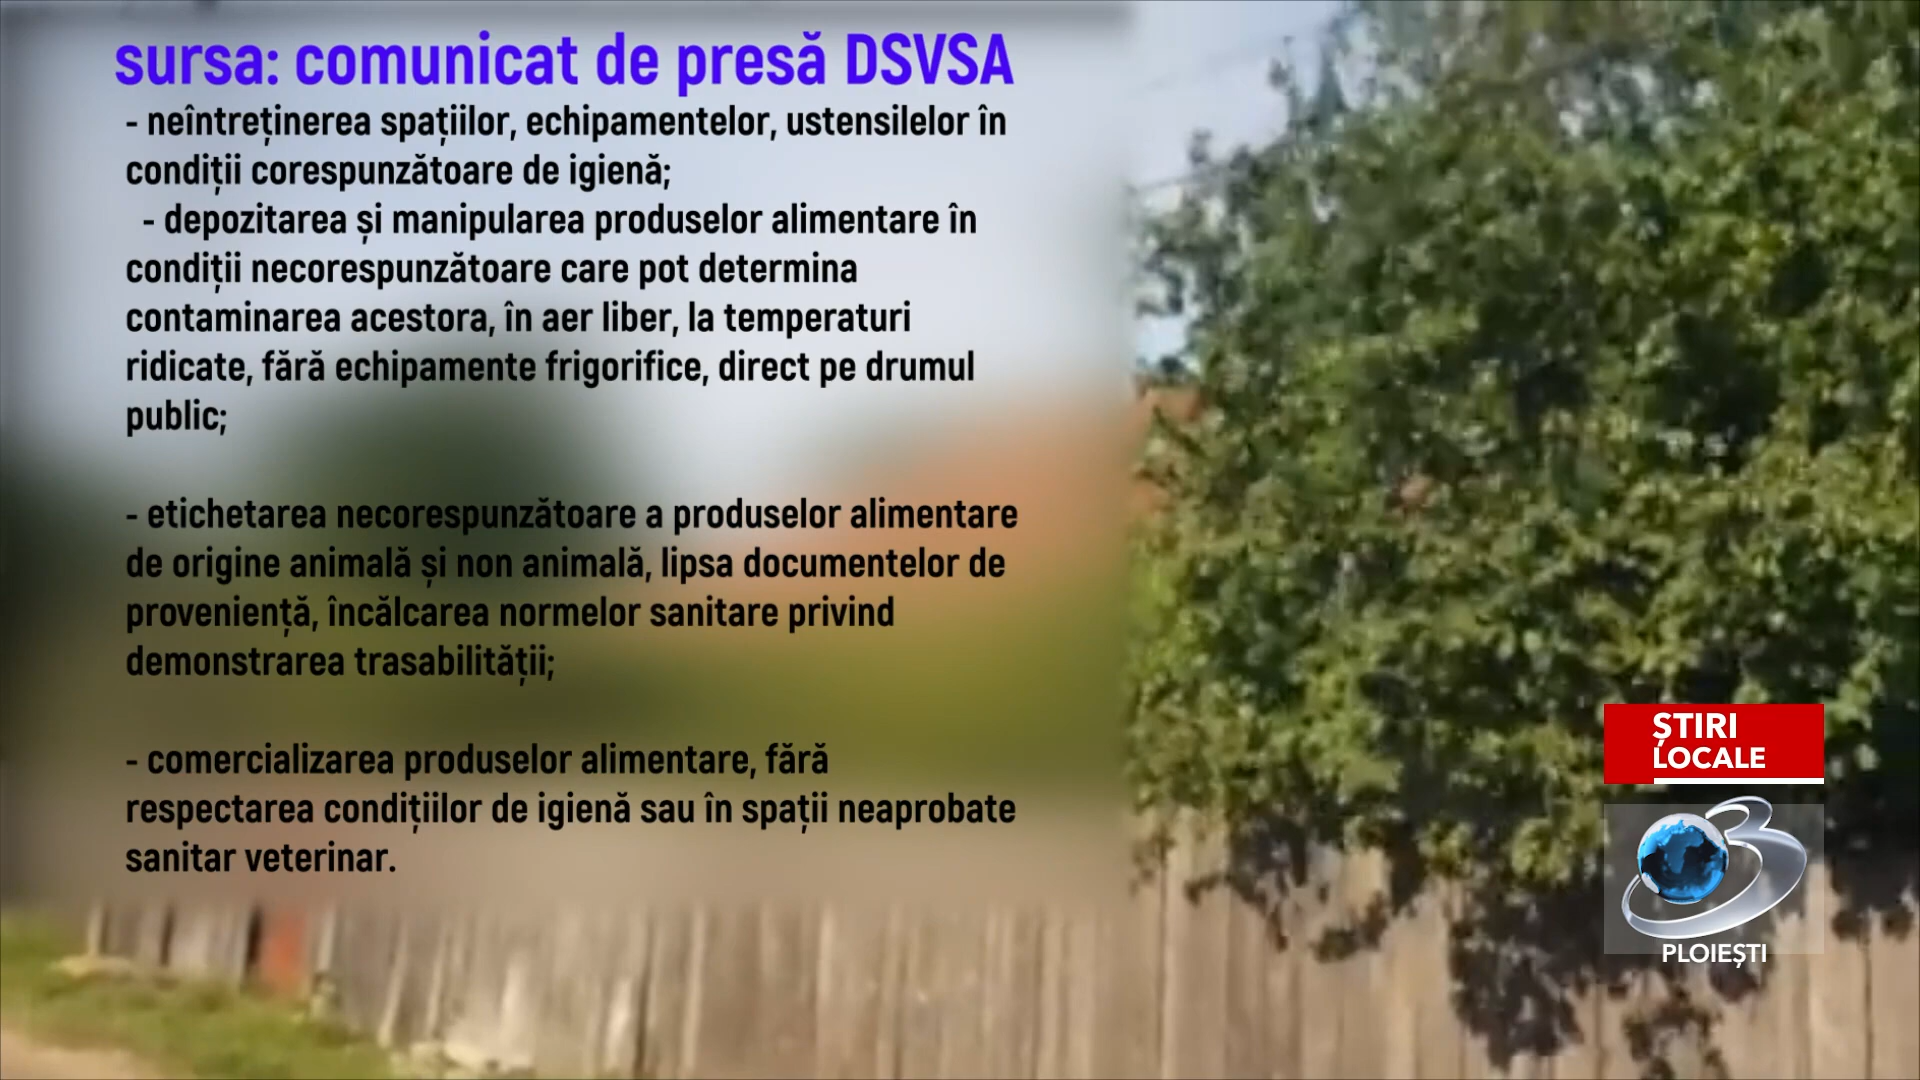 sursa: comunicat de presă DSVSA
- neîntreținerea spațiilor, echipamentelor, ustensilelor în
condiții corespunzătoare de igienă;
- depozitarea și manipularea produselor alimentare în
condiții necorespunzătoare care pot determina
contaminarea acestora, în aer liber, la temperaturi
ridicate, fără echipamente frigorifice, direct pe drumul
public;
- etichetarea necorespunzătoare a produselor alimentare
de origine animală și non animală, lipsa documentelor de
proveniență, încălcarea normelor sanitare privind
demonstrarea trasabilității;
- comercializarea produselor alimentare, fără
respectarea condițiilor de igienă sau în spații neaprobate
sanitar veterinar.
ȘTIRI
LOCALE
3
PLOIEȘTI